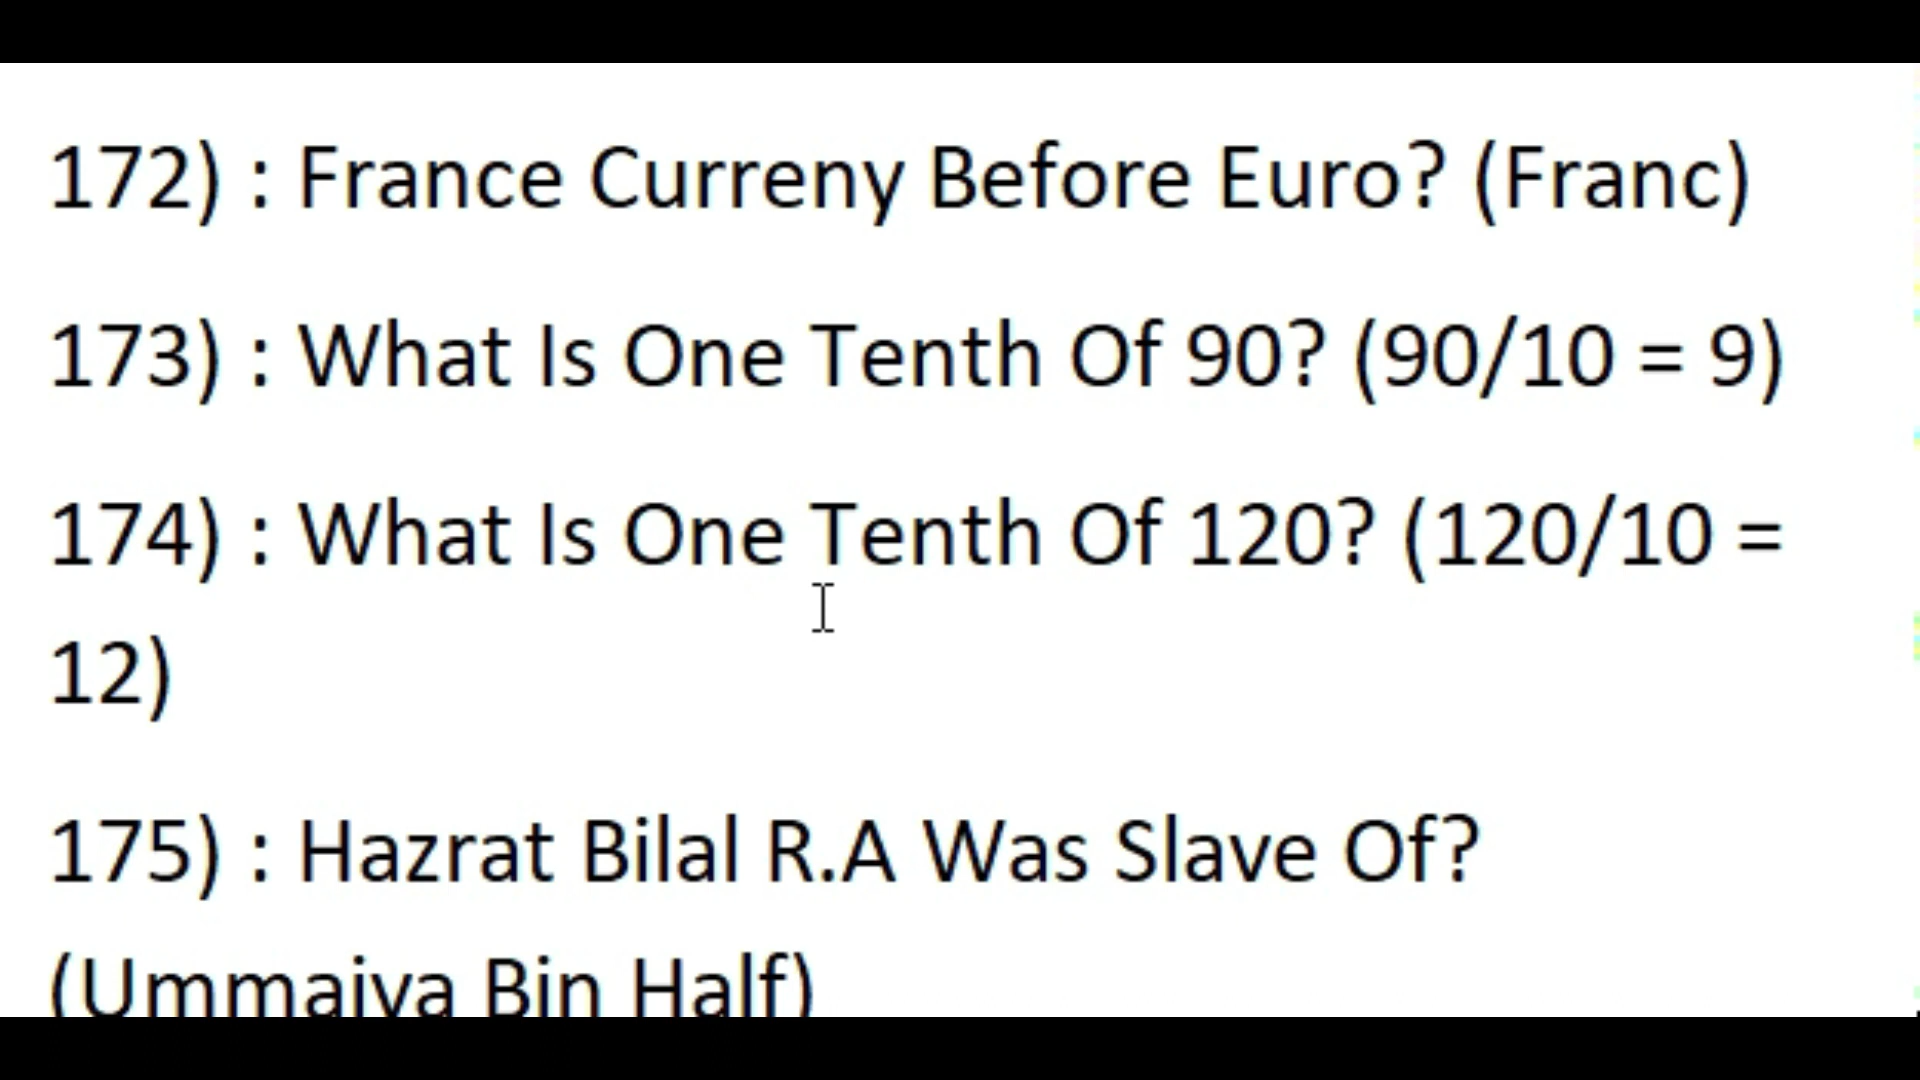 172) : France Curreny Before Euro? (Franc)
173) : What Is One Tenth Of 90? (90/10 = 9)
174) : What Is One Tenth Of 120? (120/10 =
12)
175) : Hazrat Bilal R.A Was Slave Of?
(Ummaiya Bin Half)